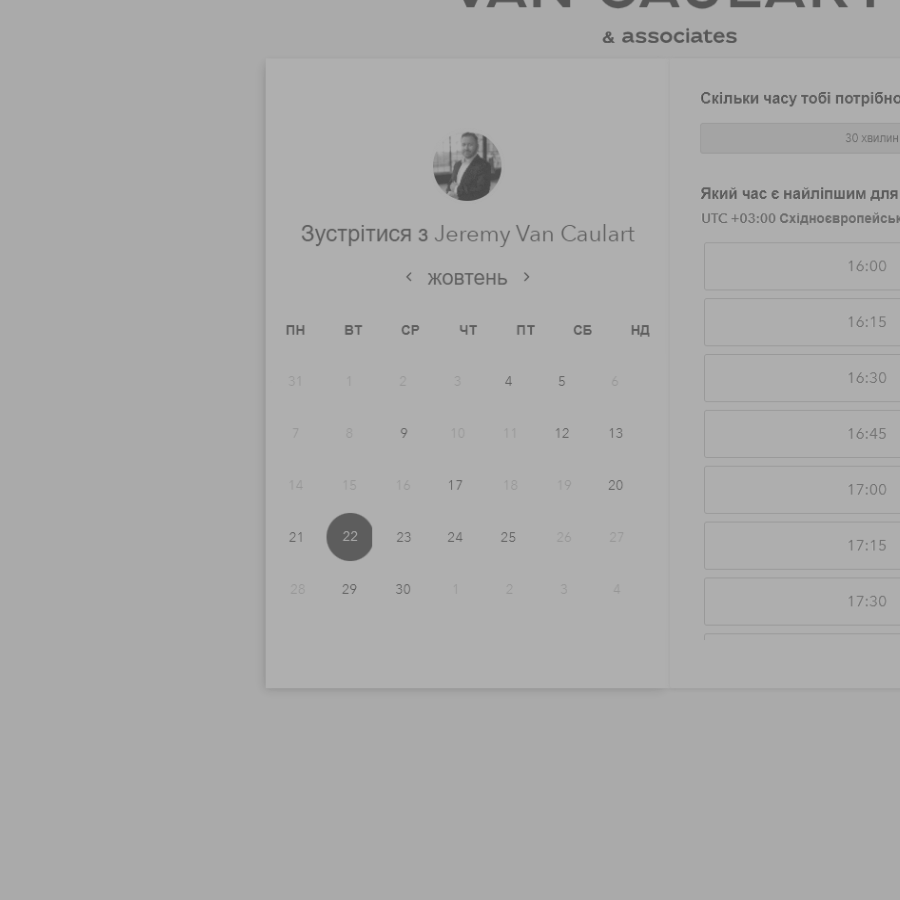 VAN CAULART
& associates
Зустрітися з Jeremy Van Caulart
жовтень
ПН ВТ СР ЧТ ПТ СБ НД
31 1 2 3 4 5 6
7 8 9 10 11 12 13
14 15 16 17 18 19 20
21 22 23 24 25 26 27
28 29 30 1 2 3 4
Скільки часу тобі потрібно
30 хвилин
Який час є найліпшим для
UTC +03:00
16:00
16:15
16:30
16:45
17:00
17:15
17:30